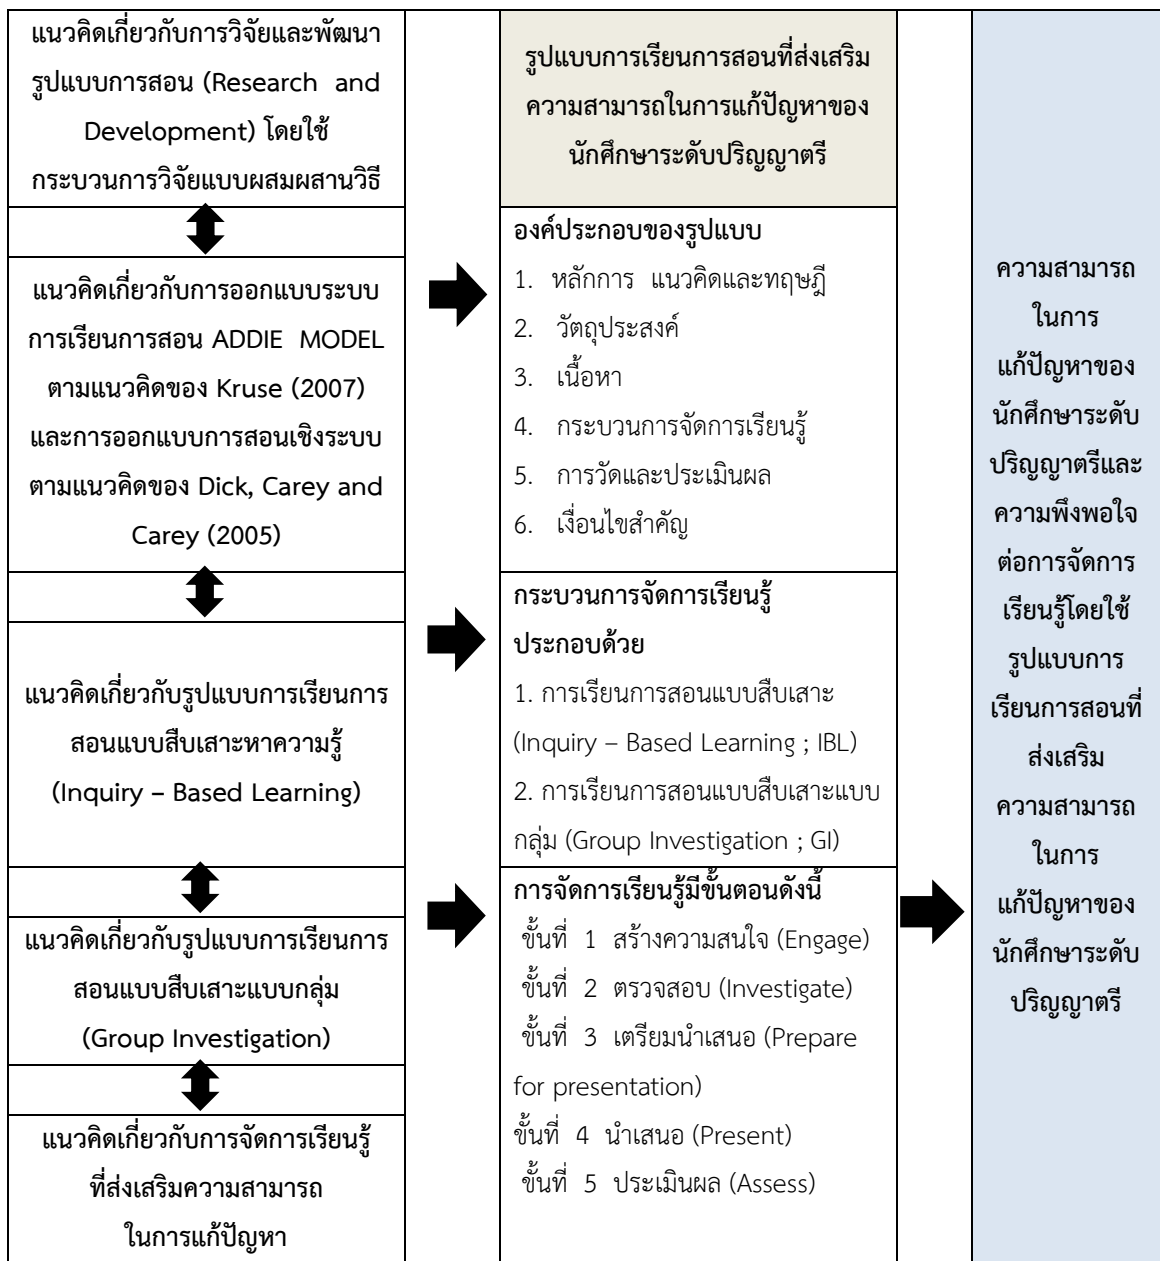 แนวคิดเกี่ยวกับการวิจัยและพัฒนา
รูปแบบการสอน (Research and
Development) โดยใช้
กระบวนการวิจัยแบบผสมผสานวิธี
แนวคิดเกี่ยวกับการออกแบบระบบ
การเรียนการสอน ADDIE MODEL
ตามแนวคิดของ Kruse (2007)
และการออกแบบการสอนเชิงระบบ
ตามแนวคิดของ Dick, Carey and
Carey (2005)
แนวคิดเกี่ยวกับรูปแบบการเรียนการ
สอนแบบสืบเสาะหาความรู้
(Inquiry – Based Learning)
แนวคิดเกี่ยวกับรูปแบบการเรียนการ
สอนแบบสืบเสาะแบบกลุ่ม
(Group Investigation)
แนวคิดเกี่ยวกับการจัดการเรียนรู้
ที่ส่งเสริมความสามารถ
ในการแก้ปัญหา
รูปแบบการเรียนการสอนที่ส่งเสริม
ความสามารถในการแก้ปัญหาของ
นักศึกษาระดับปริญญาตรี
องค์ประกอบของรูปแบบ
1. หลักการ แนวคิดและทฤษฎี
2. วัตถุประสงค์
3. เนื้อหา
4. กระบวนการจัดการเรียนรู้
5. การวัดและประเมินผล
6. เงื่อนไขสำคัญ
กระบวนการจัดการเรียนรู้
ประกอบด้วย
1. การเรียนการสอนแบบสืบเสาะ
(Inquiry – Based Learning ; IBL)
2. การเรียนการสอนแบบสืบเสาะแบบ
กลุ่ม (Group Investigation ; GI)
การจัดการเรียนรู้มีขั้นตอนดังนี้
ขั้นที่ 1 สร้างความสนใจ (Engage)
ขั้นที่ 2 ตรวจสอบ (Investigate)
ขั้นที่ 3 เตรียมนำเสนอ (Prepare
for presentation)
ขั้นที่ 4 นำเสนอ (Present)
ขั้นที่ 5 ประเมินผล (Assess)
ความสามารถ
ในการ
แก้ปัญหาของ
นักศึกษาระดับ
ปริญญาตรีและ
ความพึงพอใจ
ต่อการจัดการ
เรียนรู้โดยใช้
รูปแบบการ
เรียนการสอนที่
ส่งเสริม
ความสามารถ
ในการ
แก้ปัญหาของ
นักศึกษาระดับ
ปริญญาตรี